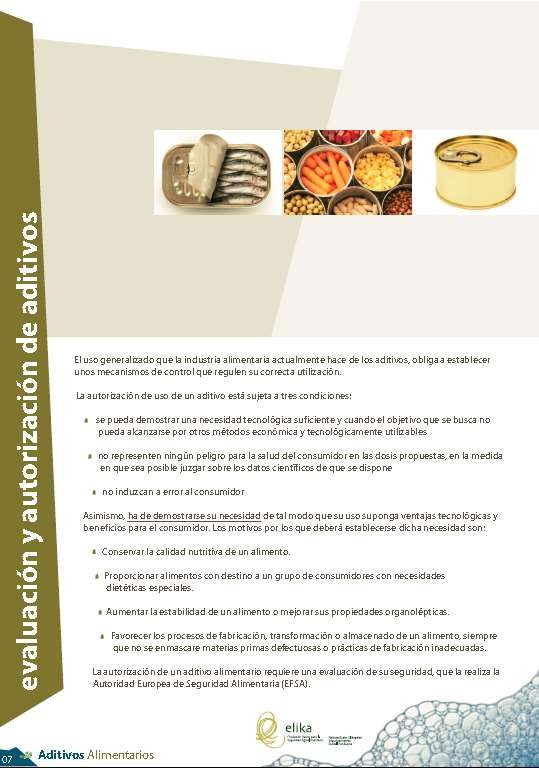 evaluación y autorización de aditivos
El uso generalizado que la industria alimentaria actualmente hace de los aditivos, obliga a establecer
unos mecanismos de control que regulen su correcta utilización.
La autorización de uso de un aditivo está sujeta a tres condiciones:
se pueda demostrar una necesidad tecnológica suficiente y cuando el objetivo que se busca no
pueda alcanzarse por otros métodos económica y tecnológicamente utilizables
no representen ningún peligro para la salud del consumidor en las dosis propuestas, en la medida
en que sea posible juzgar sobre los datos científicos de que se dispone
no induzcan a error al consumidor
Asimismo, ha de demostrarse su necesidad de tal modo que su uso suponga ventajas tecnológicas y
beneficios para el consumidor. Los motivos por los que deberá establecerse dicha necesidad son:
Conservar la calidad nutritiva de un alimento.
Proporcionar alimentos con destino a un grupo de consumidores con necesidades
dietéticas especiales.
Aumentar la estabilidad de un alimento o mejorar sus propiedades organolépticas.
Favorecer los procesos de fabricación, transformación o almacenado de un alimento, siempre
que no se enmascare materias primas defectuosas o prácticas de fabricación inadecuadas.
La autorización de un aditivo alimentario requiere una evaluación de su seguridad, que la realiza la
Autoridad Europea de Seguridad Alimentaria (EFSA).
elika
07 Aditivos Alimentarios